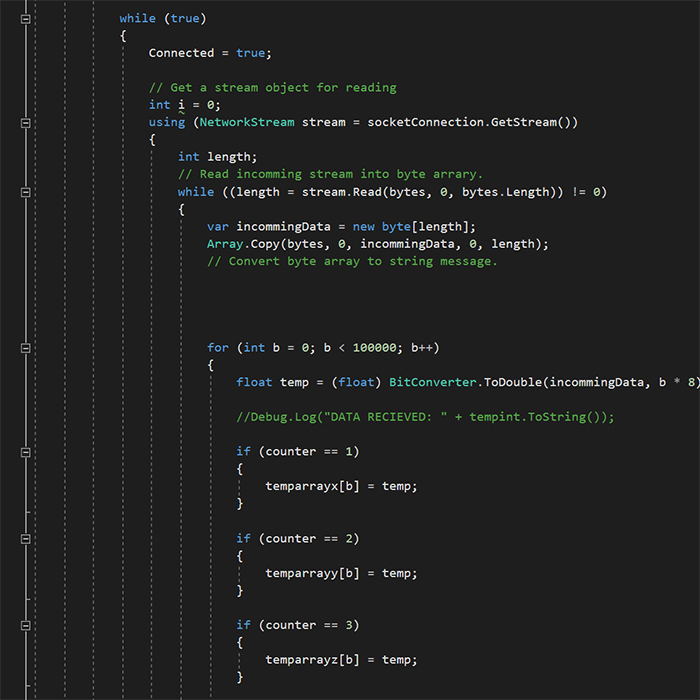 while (true)
{
Connected = true;
// Get a stream object for reading
int i = 0;
using (NetworkStream stream = socketConnection.GetStream())
{
int length;
// Read incomming stream into byte arrary.
while ((length = stream.Read(bytes, 0, bytes.Length)) != 0)
{
var incommingData = new byte[length];
Array.Copy(bytes, 0, incommingData, 0, length);
// Convert byte array to string message.
for (int b = 0; b < 100000; b++)
{
float temp = (float) BitConverter.ToDouble(incommingData, b * 8)
//Debug.Log("DATA RECIEVED: " + tempint.ToString());
if (counter == 1)
{
temparrayx[b] = temp;
}
if (counter == 2)
{
temparrayy[b] = temp;
}
if (counter == 3)
{
temparrayz[b] = temp;
}